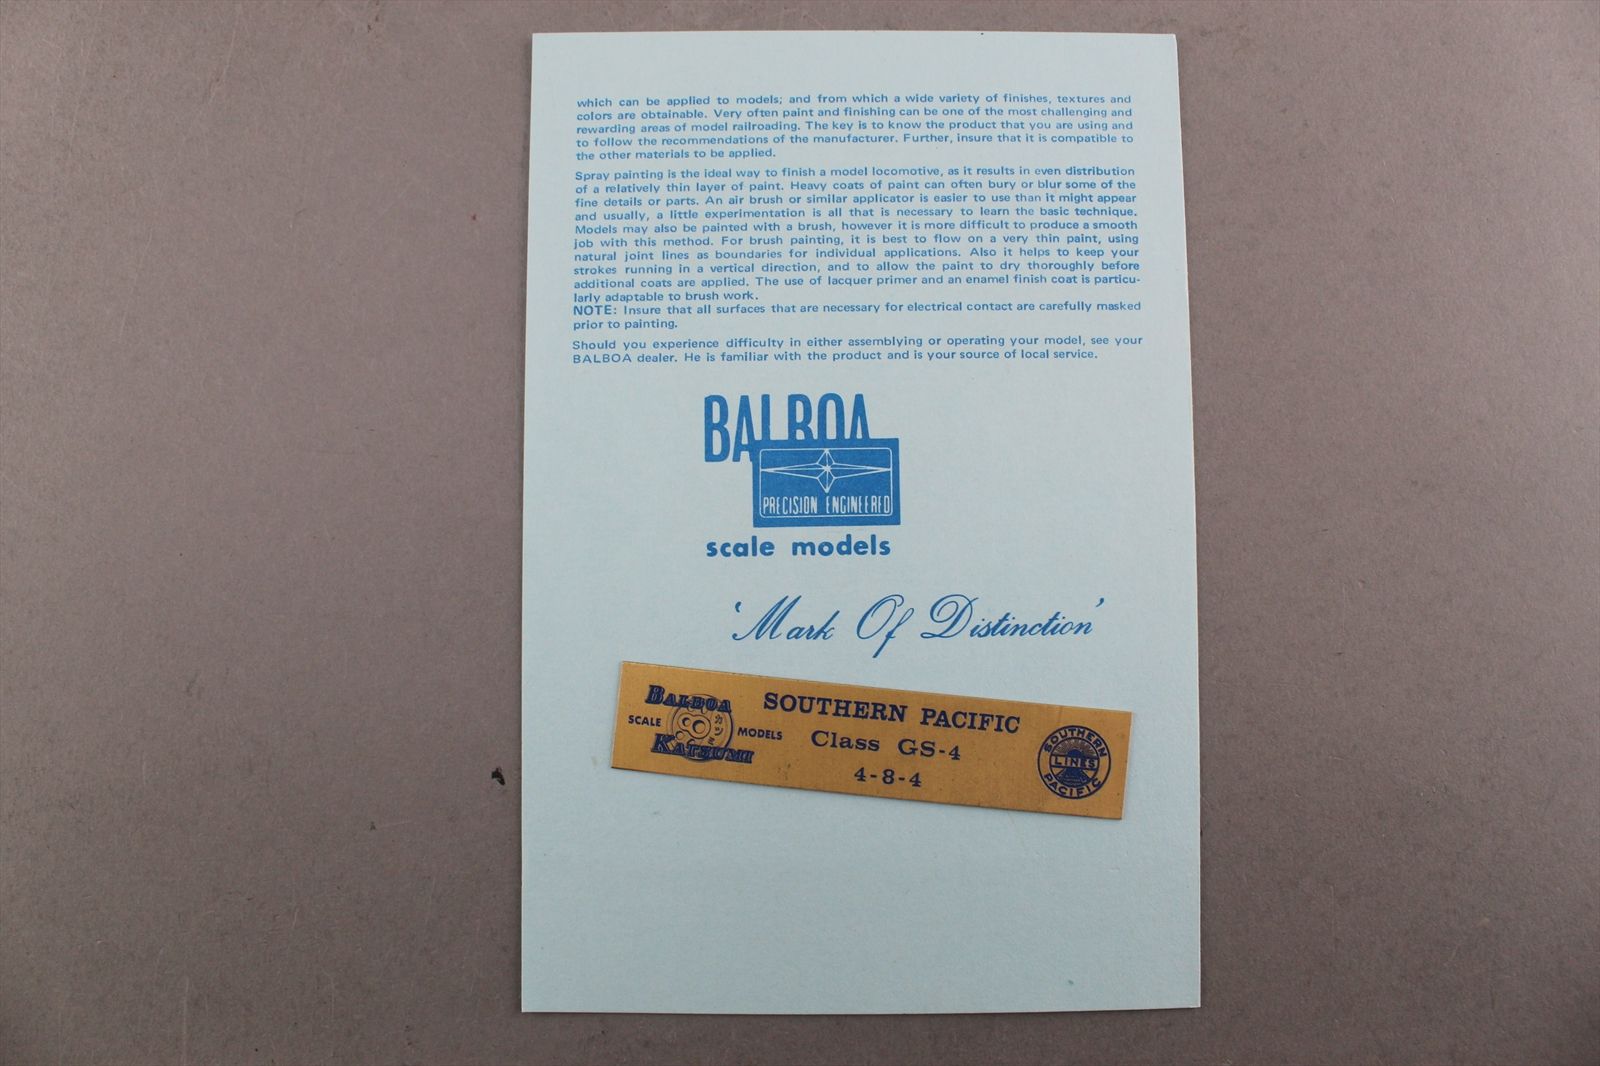 which can be applied to models; and from which a wide variety of finishes, textures and
colors are obtainable. Very often paint and finishing can be one of the most challenging and
rewarding areas of model railroading. The key is to know the product that you are using and
to follow the recommendations of the manufacturer. Further, insure that it is compatible to
the other materials to be applied.
Spray painting is the ideal way to finish a model locomotive, as it results in even distribution
of a relatively thin layer of paint. Heavy coats of paint can often bury or blur some of the
fine details or parts. An air brush or similar applicator is easier to use than it might appear
and usually, a little experimentation is all that is necessary to learn the basic technique.
Models may also be painted with a brush, however it is more difficult to produce a smooth
job with this method. For brush painting, it is best to flow on a very thin paint, using
natural joint lines as boundaries for individual applications. Also it helps to keep your
strokes running in a vertical direction, and to allow the paint to dry thoroughly before
additional coats are applied. The use of lacquer primer and an enamel finish coat is particu-
larly adaptable to brush work.
NOTE: Insure that all surfaces that are necessary for electrical contact are carefully masked
prior to painting.
Should you experience difficulty in either assemblying or operating your model, see your
BALBOA dealer. He is familiar with the product and is your source of local service.
BALBOA
PRECISION ENGINEERED
scale models
'Mark Of Distinction'
BALBOA
SCALE MODELS
KATSUMI
SOUTHERN PACIFIC
Class GS-4
4-8-4
SOUTHERN
LINES
PACIFIC